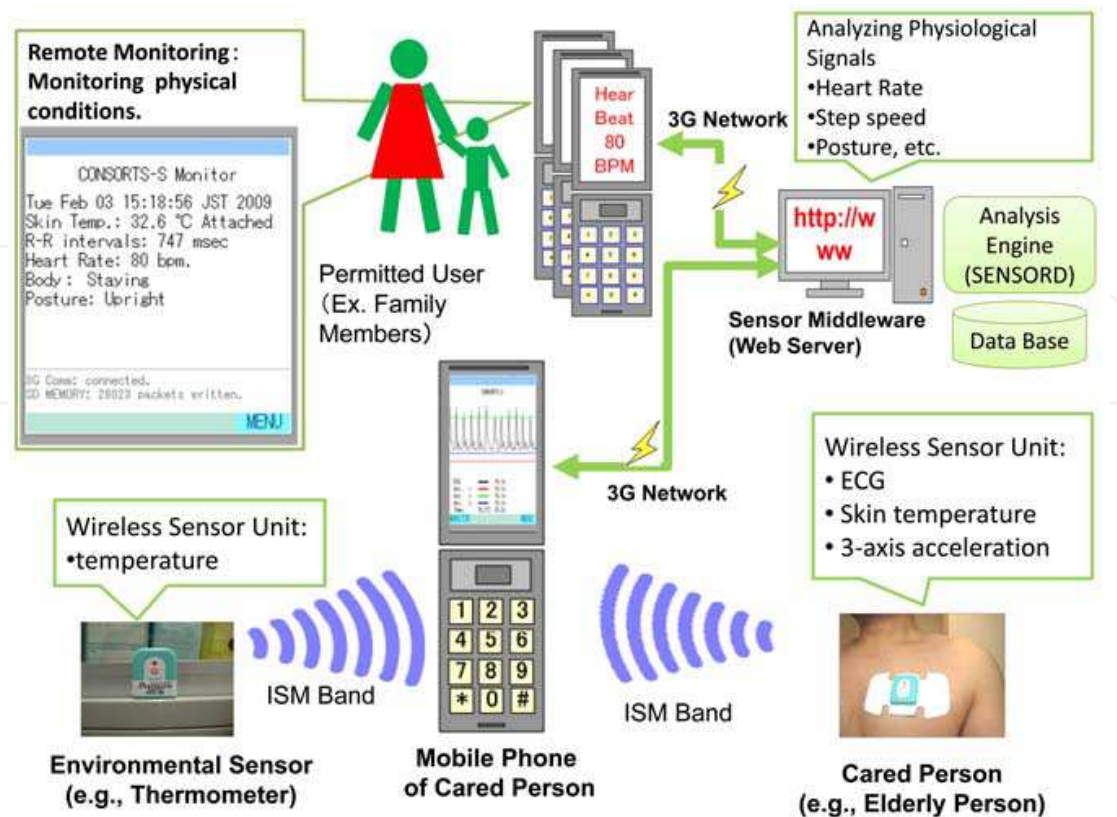 Remote Monitoring:
Monitoring physical
conditions.
CONSORTS-S Monitor
Tue Feb 03 15:18:56 JST 2009
Skin Temp.: 32.6 °C Attached
R-R intervals: 747 msec
Heart Rate: 80 bpm.
Body : Staying
Posture: Upright
3G Comm: connected.
SD MEMORY: 28023 packets written.
MENU
Permitted User
(Ex. Family
Members)
Hear
Beat
80
BPM
3G Network
Analyzing Physiological
Signals
•Heart Rate
•Step speed
•Posture, etc.
http://w
ww
Analysis
Engine
(SENSORD)
Data Base
Sensor Middleware
(Web Server)
3G Network
Wireless Sensor Unit:
•temperature
Wireless Sensor Unit:
• ECG
• Skin temperature
• 3-axis acceleration
1 2 3
4 5 6
7 8 9
* 0 #
ISM Band
ISM Band
Environmental Sensor
(e.g., Thermometer)
Mobile Phone
of Cared Person
Cared Person
(e.g., Elderly Person)